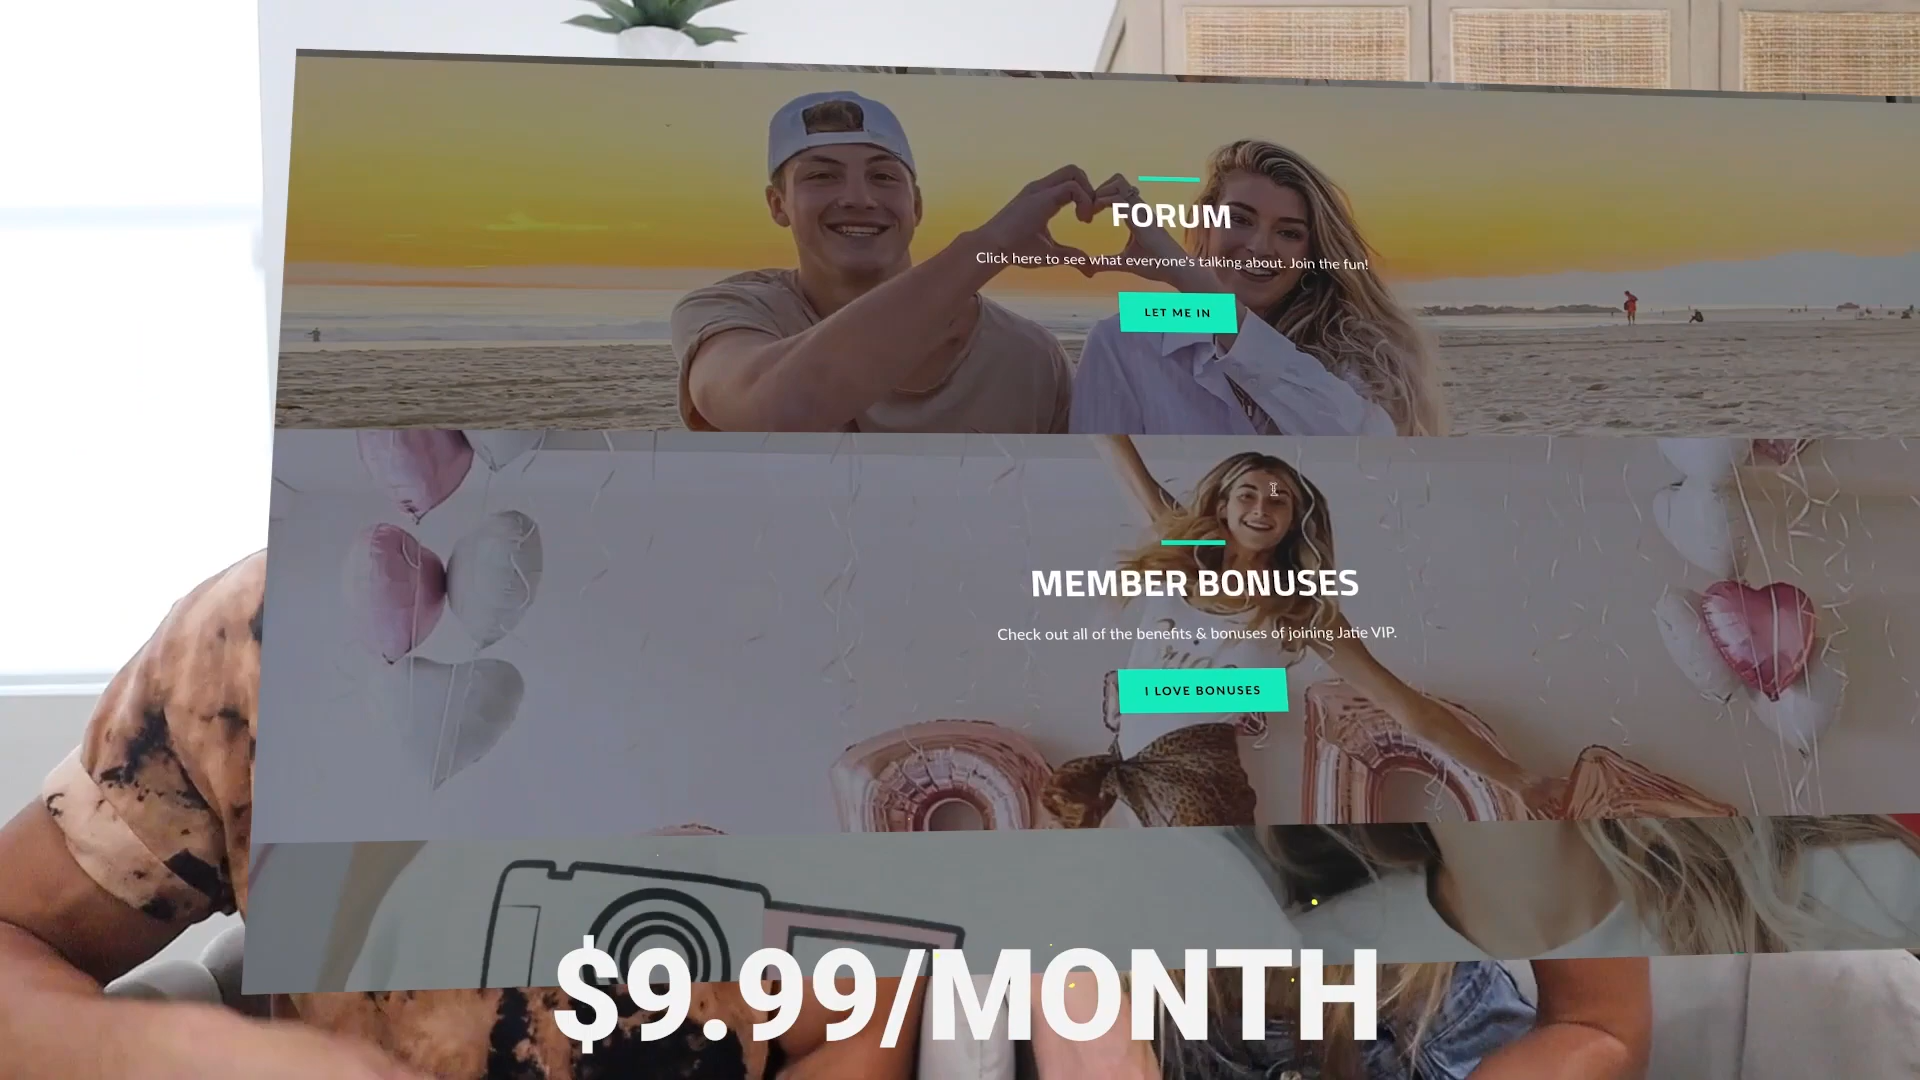 FORUM
Click here to see what everyone's talking about. Join the fun!
LET ME IN
MEMBER BONUSES
Check out all of the benefits & bonuses of joining Jatie VIP.
I LOVE BONUSES
$9.99/MONTH